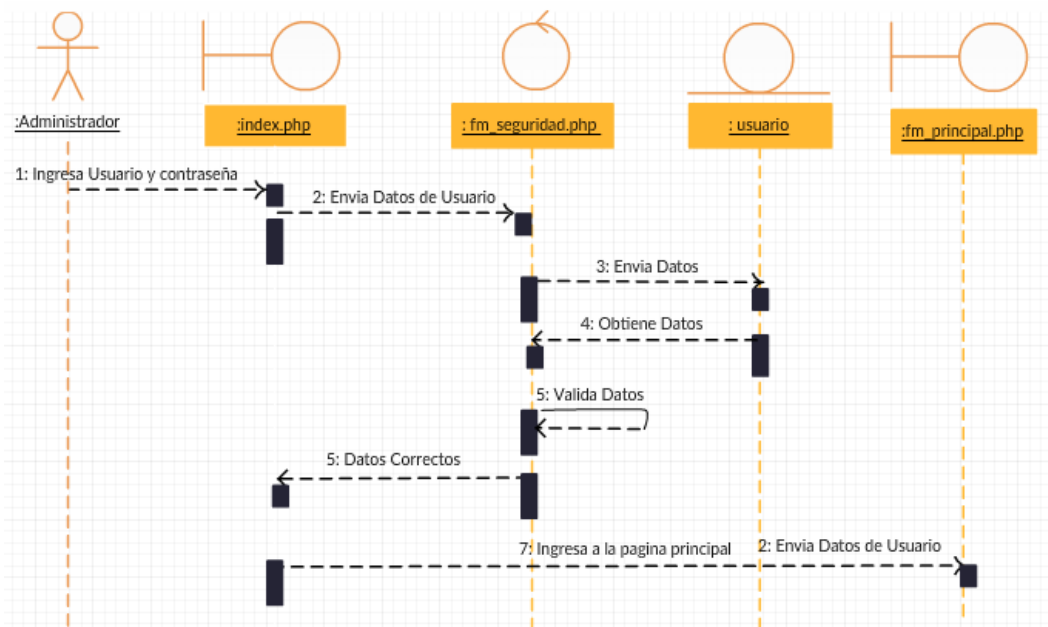 :Administrador
:index.php
: fm_seguridad.php
: usuario
:fm_principal.php
1: Ingresa Usuario y contraseña
2: Envia Datos de Usuario
3: Envia Datos
4: Obtiene Datos
5: Valida Datos
5: Datos Correctos
7: Ingresa a la pagina principal
2: Envia Datos de Usuario